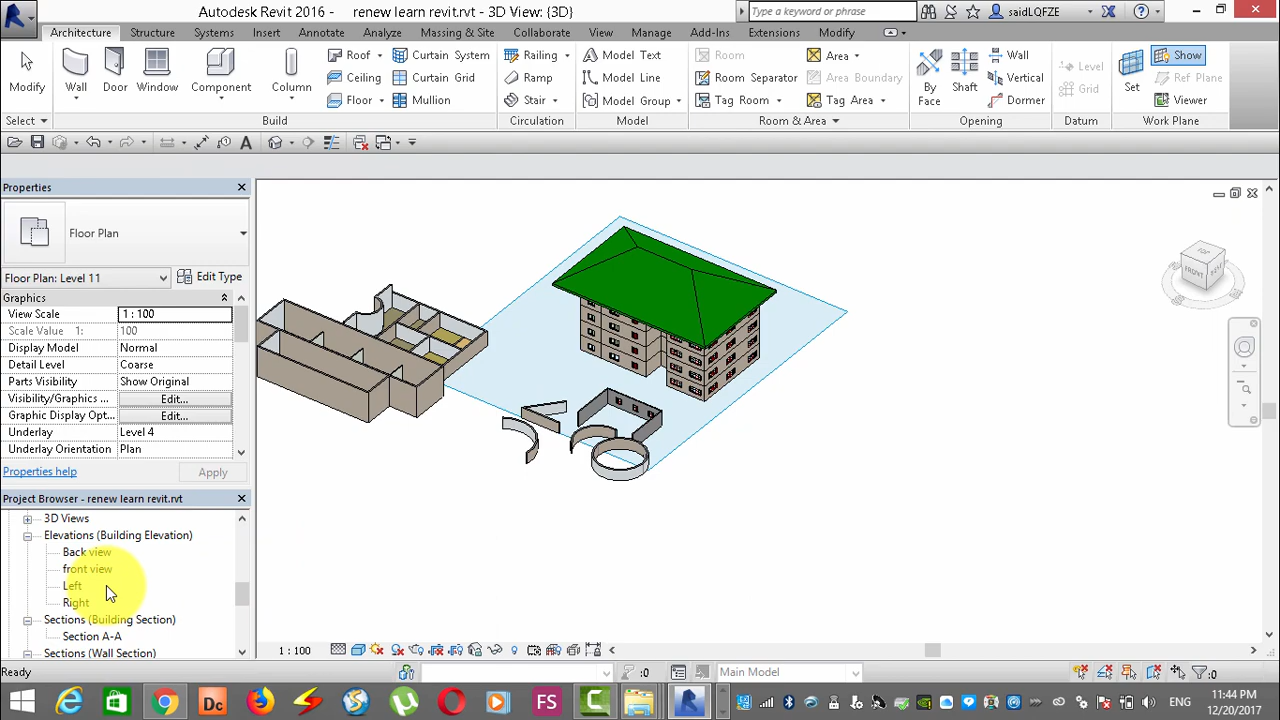 Autodesk Revit 2016 - renew learn revit.rvt - 3D View: {3D}
Type a keyword or phrase
saidLQFZE
Architecture Structure Systems Insert Annotate Analyze Massing & Site Collaborate View Manage Add-Ins Extensions Modify
Modify Wall Door Window Component Column
Roof Curtain System
Ceiling Curtain Grid
Floor Mullion
Railing Model Text
Ramp Model Line
Stair Model Group
Room Area
Room Separator Area Boundary
Tag Room Tag Area
By Face Shaft
Wall
Vertical
Dormer
Level
Grid
Set Show
Ref Plane
Viewer
Select Build Circulation Model Room & Area Opening Datum Work Plane
Properties
Floor Plan
Floor Plan: Level 11 Edit Type
Graphics
View Scale 1 : 100
Scale Value 1: 100
Display Model Normal
Detail Level Coarse
Parts Visibility Show Original
Visibility/Graphics ... Edit...
Graphic Display Opt... Edit...
Underlay Level 4
Underlay Orientation Plan
Properties help Apply
Project Browser - renew learn revit.rvt
3D Views
Elevations (Building Elevation)
Back view
front view
Left
Right
Sections (Building Section)
Section A-A
Sections (Wall Section)
TOP
FRONT
1 : 100
Ready
:0
Main Model
:0
Dc
FS
ENG
11:44 PM
12/20/2017